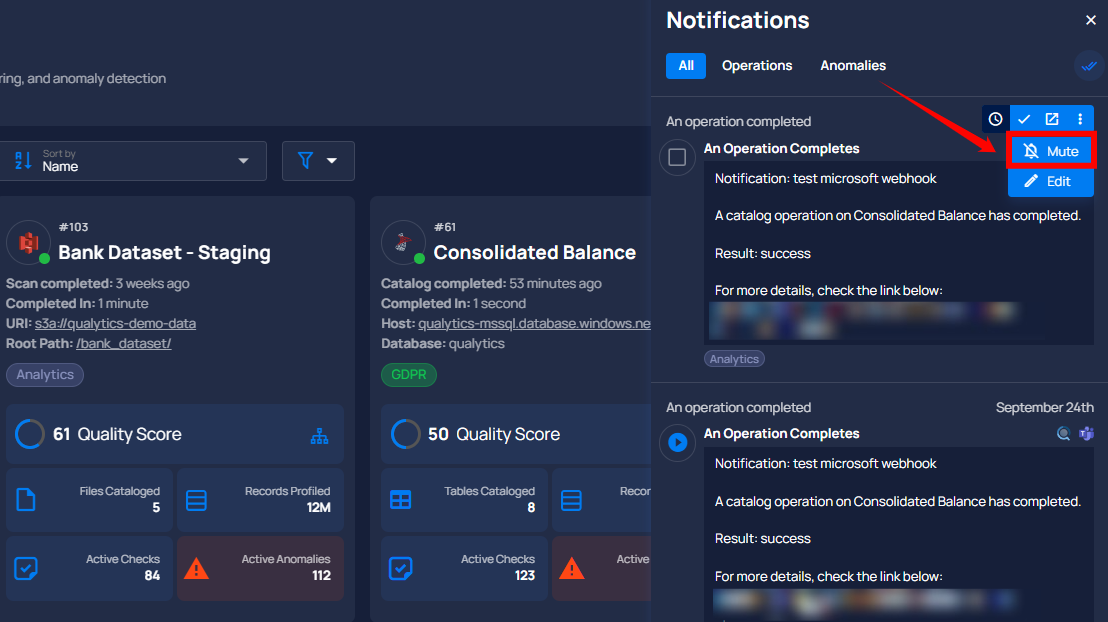 ring, and anomaly detection
Sort by
Name
#103
Bank Dataset - Staging
Scan completed: 3 weeks ago
Completed In: 1 minute
URI: s3a://qualytics-demo-data
Root Path: /bank_dataset/
Analytics
61 Quality Score
Files Cataloged
5
Records Profiled
12M
Active Checks
84
Active Anomalies
112
#61
Consolidated Balance
Catalog completed: 53 minutes ago
Completed In: 1 second
Host: qualytics-mssql.database.windows.ne
Database: qualytics
GDPR
50 Quality Score
Tables Cataloged
8
Recor
Active Checks
123
Active
Notifications
All Operations Anomalies
An operation completed
Mute
Edit
An Operation Completes
Notification: test microsoft webhook
A catalog operation on Consolidated Balance has completed.
Result: success
For more details, check the link below:
Analytics
An operation completed September 24th
An Operation Completes
Notification: test microsoft webhook
A catalog operation on Consolidated Balance has completed.
Result: success
For more details, check the link below: